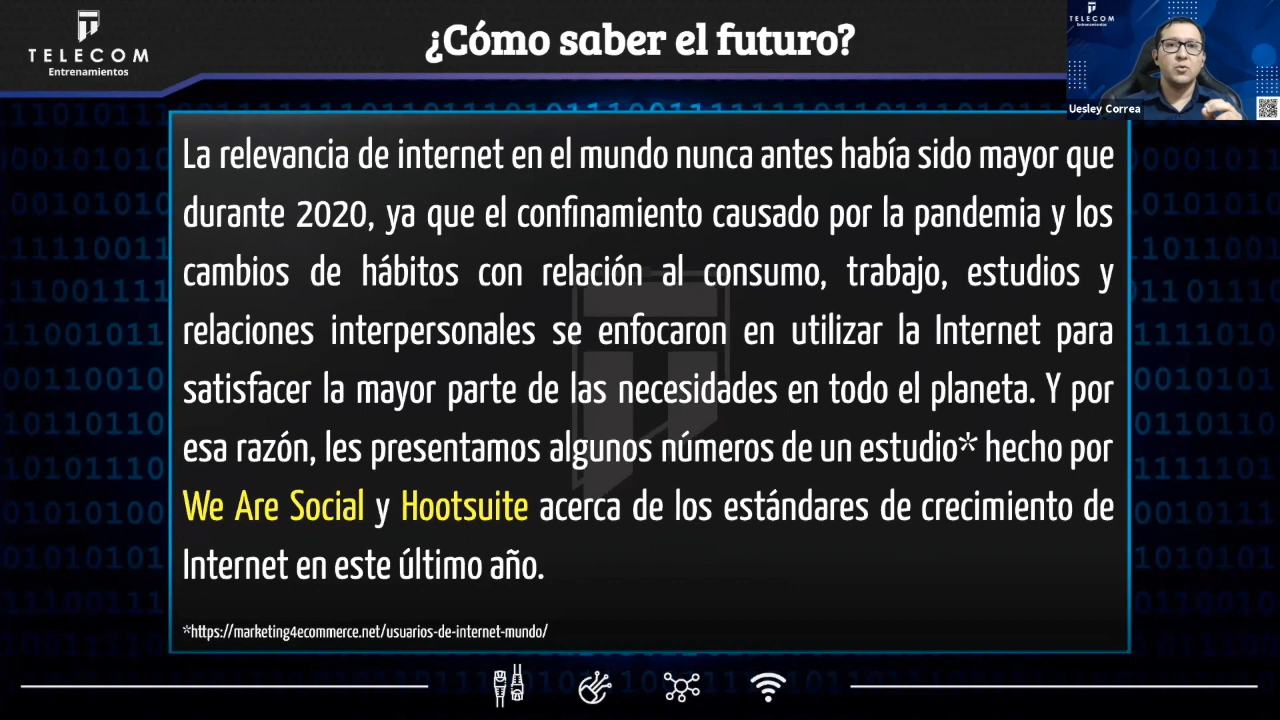 TELECOM
Entrenamientos
¿Cómo saber el futuro?
TELECOM
Entrenamientos
Uesley Correa
La relevancia de internet en el mundo nunca antes había sido mayor que
durante 2020, ya que el confinamiento causado por la pandemia y los
cambios de hábitos con relación al consumo, trabajo, estudios y
relaciones interpersonales se enfocaron en utilizar la Internet para
satisfacer la mayor parte de las necesidades en todo el planeta. Y por
esa razón, les presentamos algunos números de un estudio* hecho por
We Are Social y Hootsuite acerca de los estándares de crecimiento de
Internet en este último año.
*https://marketing4ecommerce.net/usuarios-de-internet-mundo/